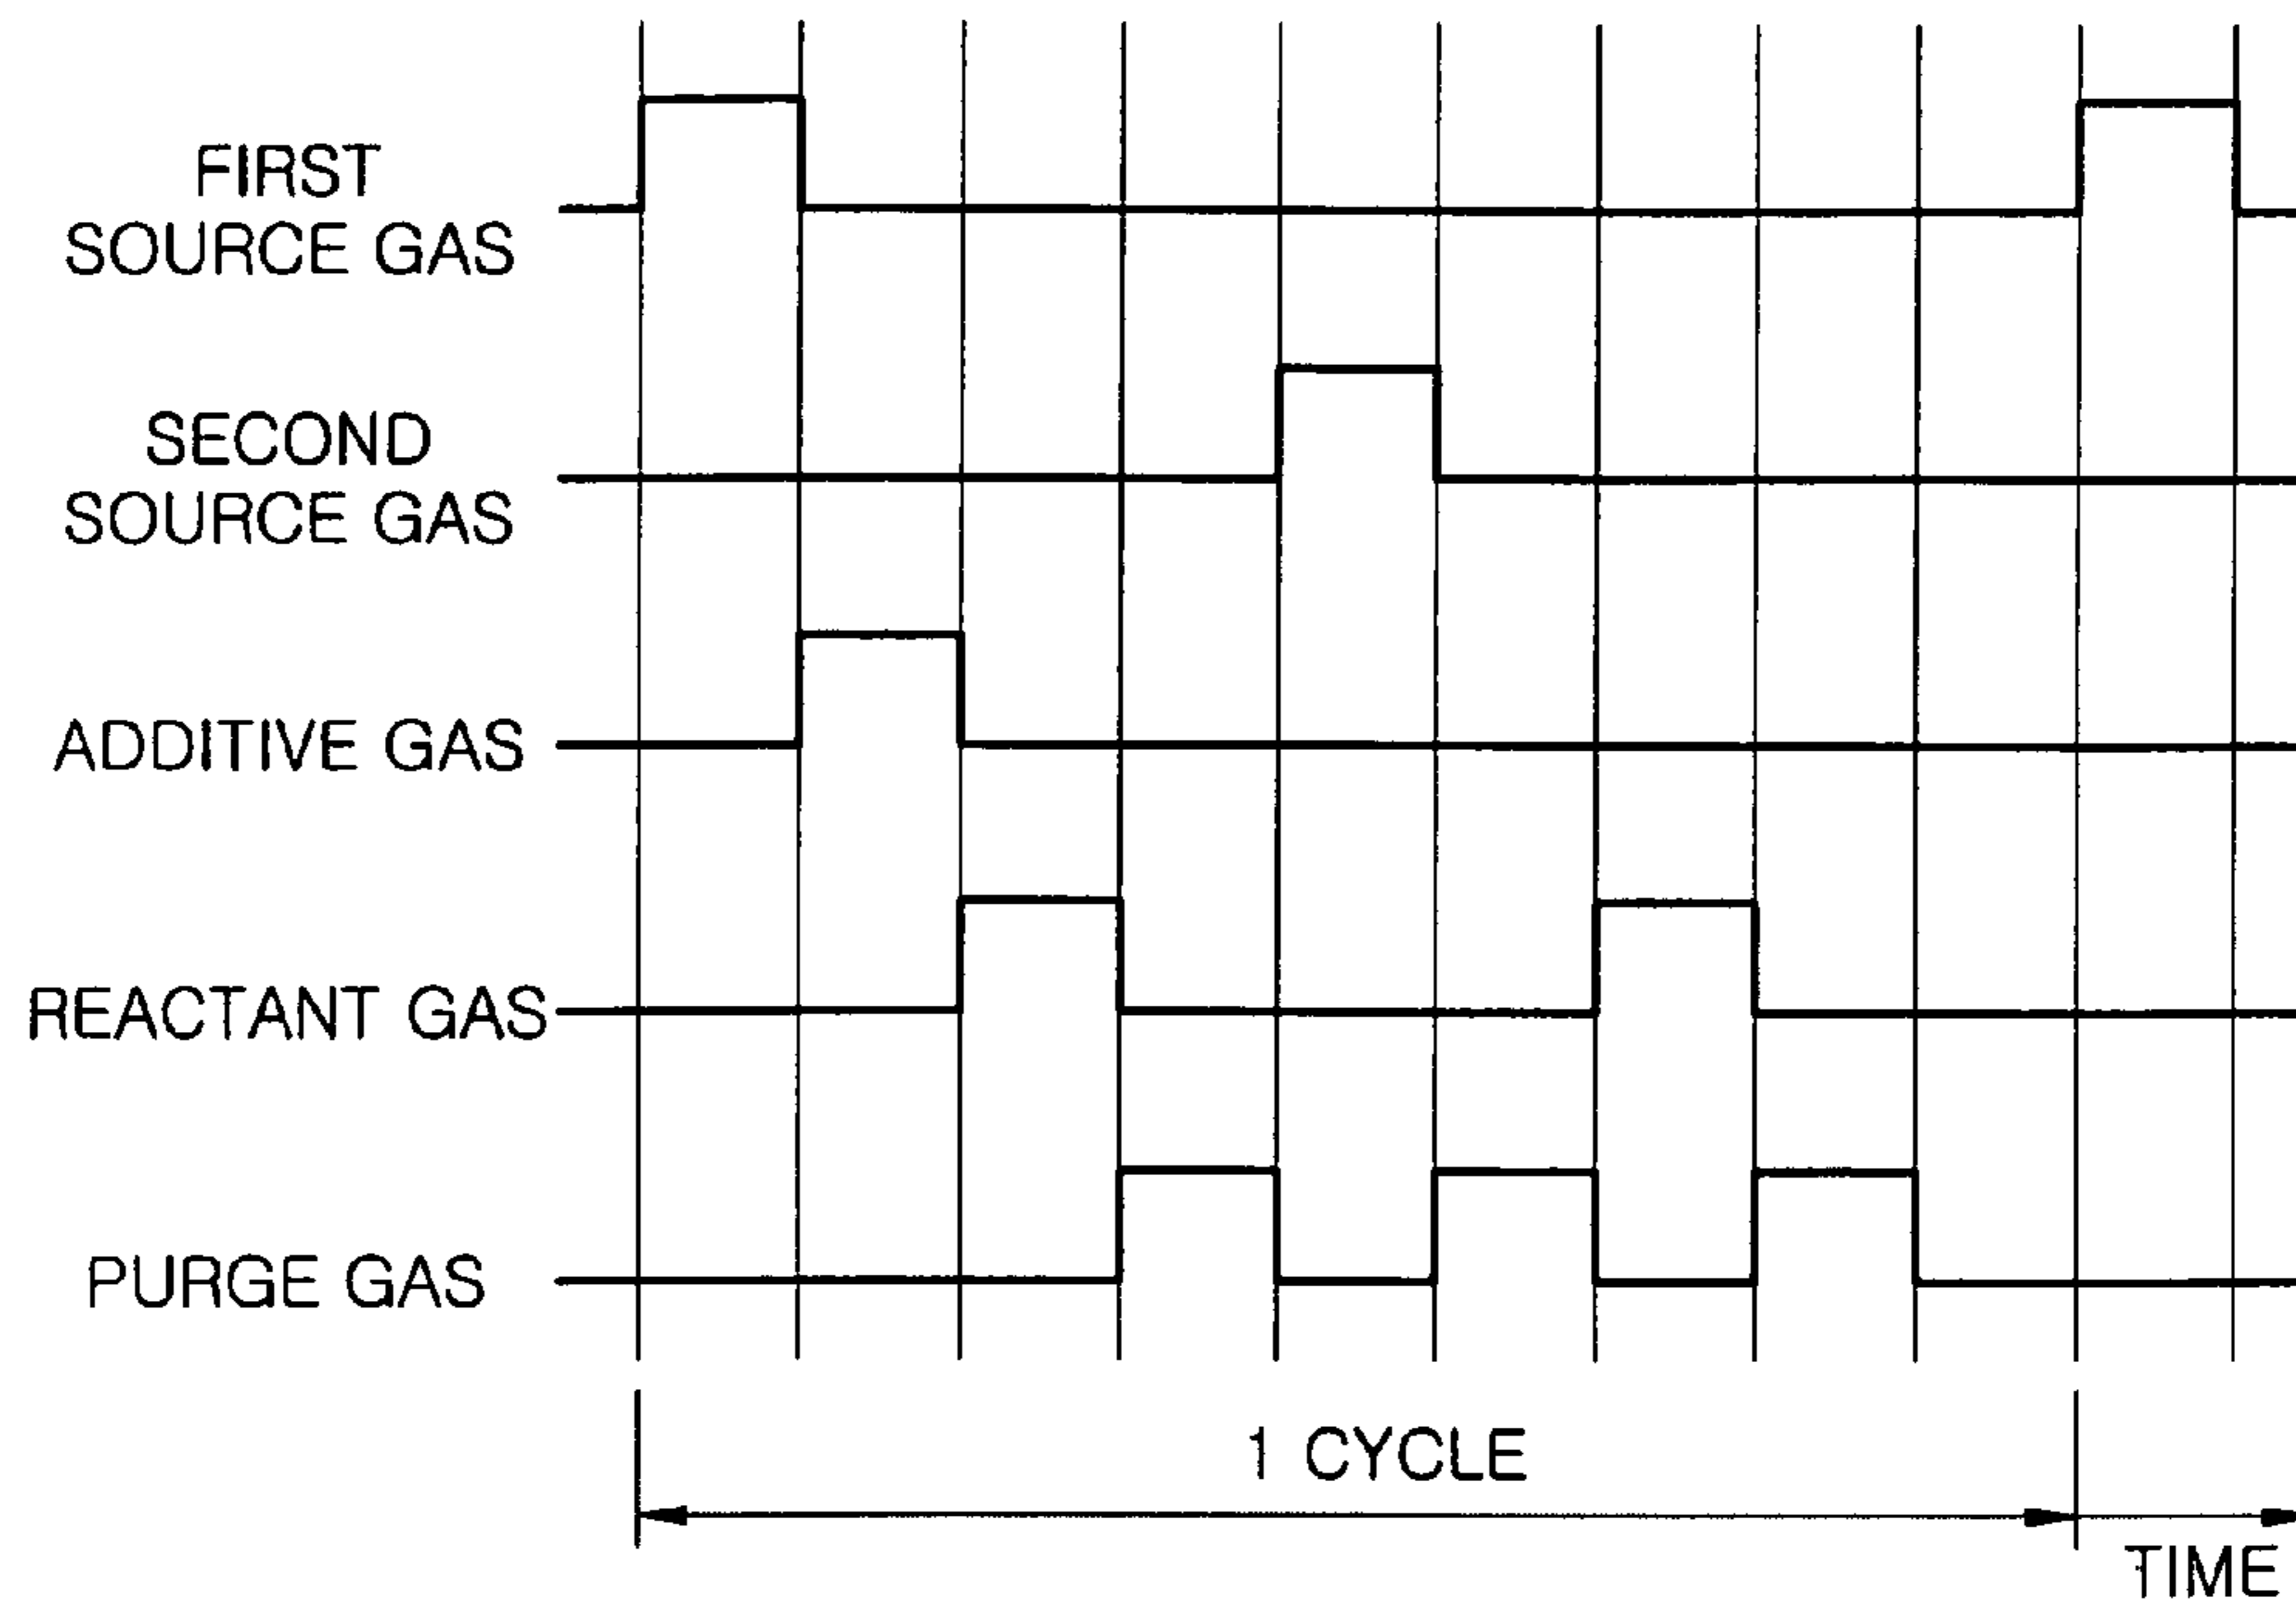 FIRST
SOURCE GAS
SECOND
SOURCE GAS
ADDITIVE GAS
REACTANT GAS
PURGE GAS
1 CYCLE
TIME